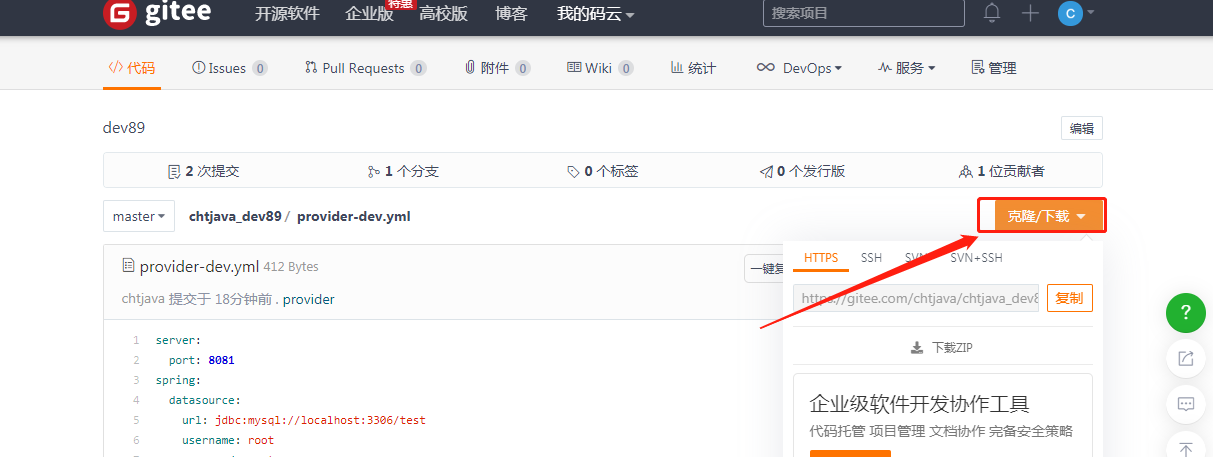 gitee 开源软件 企业版 特惠 高校版 博客 我的码云 搜索项目 C
代码 Issues 0 Pull Requests 0 附件 0 Wiki 0 统计 DevOps 服务 管理
dev89 编辑
2 次提交 1 个分支 0 个标签 0 个发行版 1 位贡献者
master chtjava_dev89 / provider-dev.yml 克隆/下载
HTTPS SSH SVN SVN+SSH
provider-dev.yml 412 Bytes 一键复
https://gitee.com/chtjava/chtjava_dev8 复制
chtjava 提交于 18分钟前 . provider
下载ZIP
1 server:
2 port: 8081
3 spring:
4 datasource:
5 url: jdbc:mysql://localhost:3306/test
6 username: root
企业级软件开发协作工具
代码托管 项目管理 文档协作 完备安全策略
?